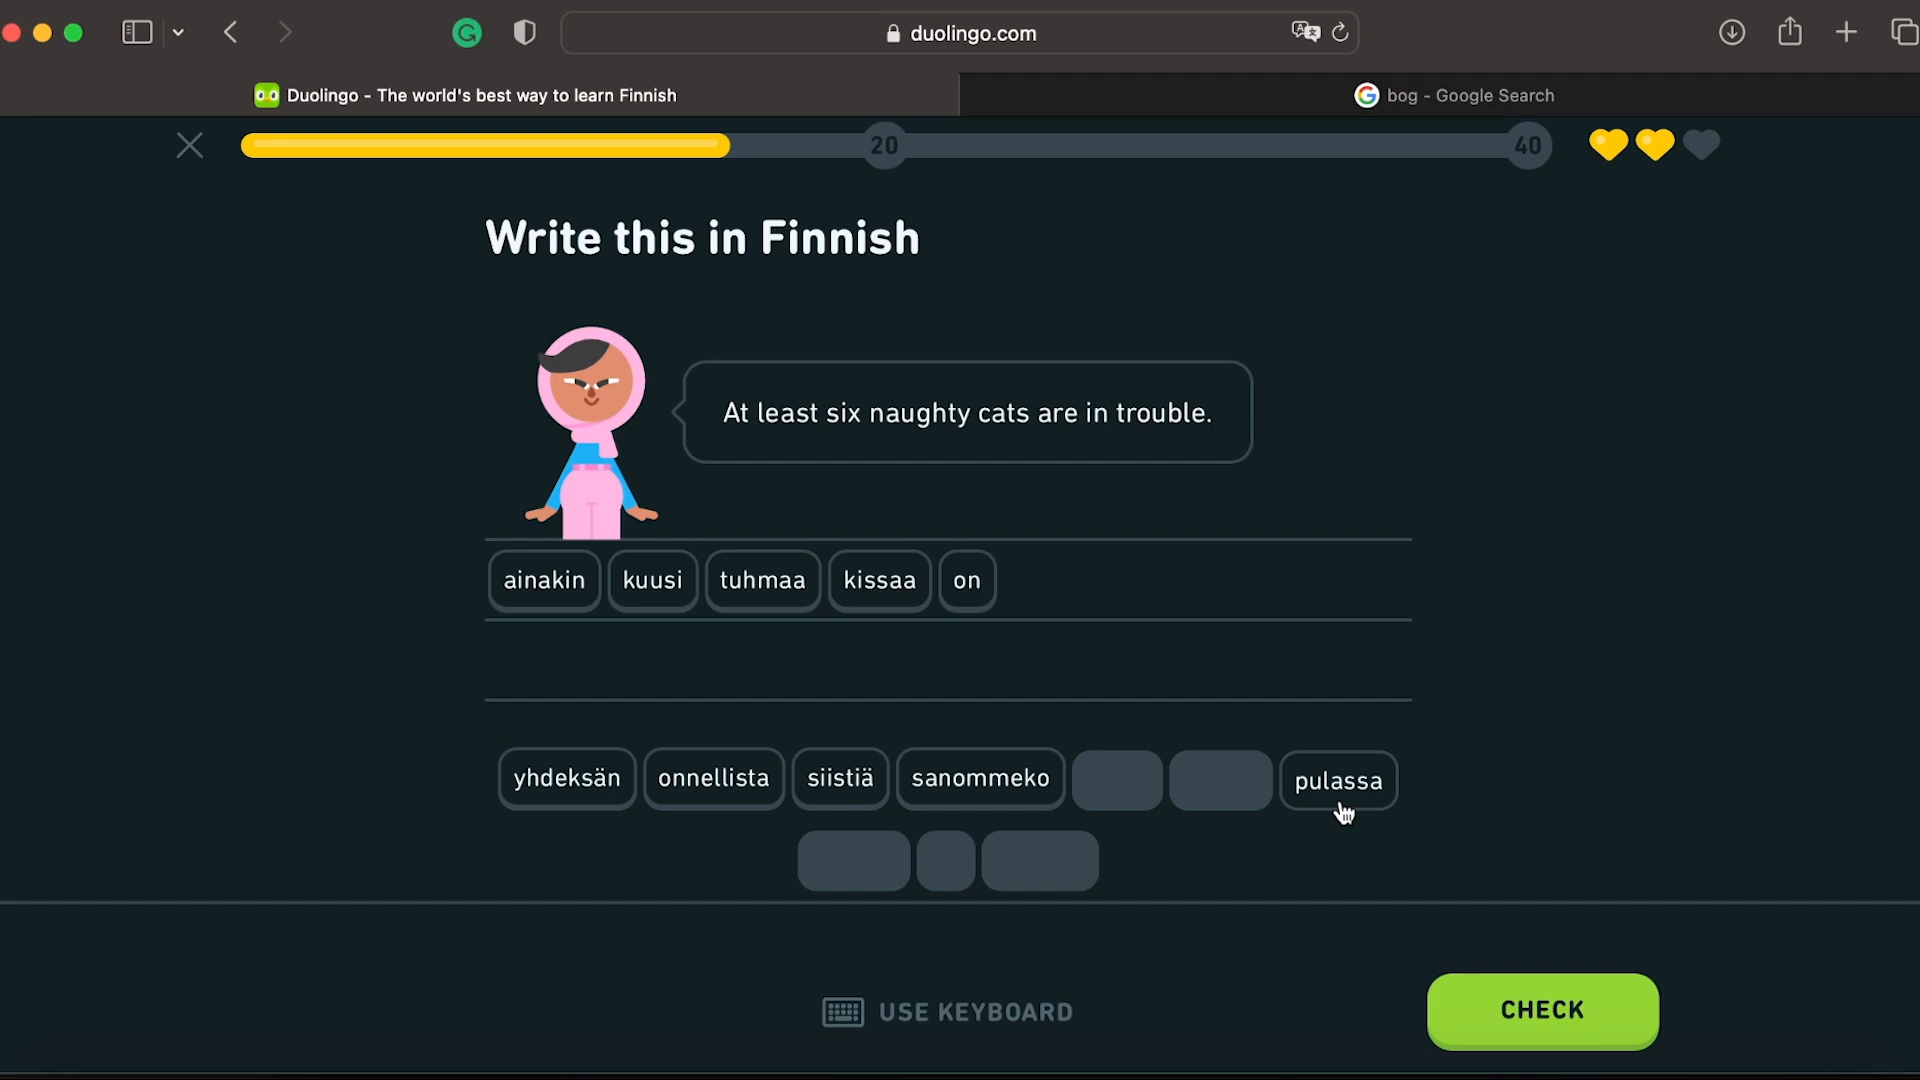 duolingo.com
Duolingo - The world's best way to learn Finnish
bog - Google Search
20
40
Write this in Finnish
At least six naughty cats are in trouble.
ainakin kuusi tuhmaa kissaa on
yhdeksän onnellista siistiä sanommeko pulassa
USE KEYBOARD
CHECK